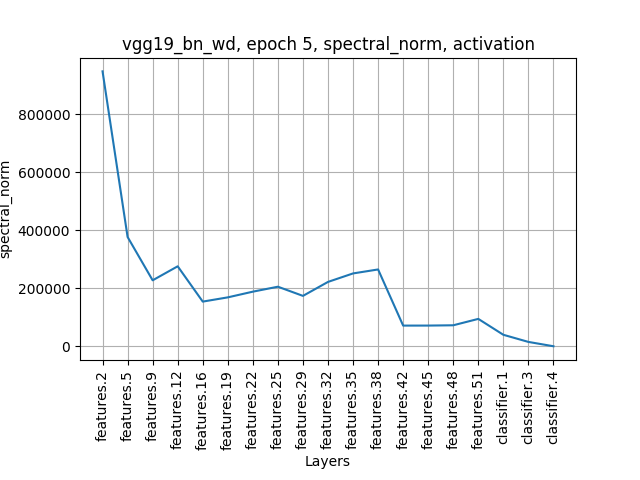 vgg19_bn_wd, epoch 5, spectral_norm, activation
spectral_norm
800000
600000
400000
200000
0
features.2
features.5
features.9
features.12
features.16
features.19
features.22
features.25
features.29
features.32
features.35
features.38
features.42
features.45
features.48
features.51
classifier.1
classifier.3
classifier.4
Layers